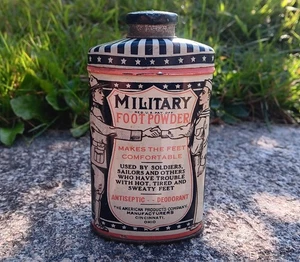 MILITARY
FOOT POWDER
MAKES THE FEET
COMFORTABLE
USED BY SOLDIERS,
SAILORS AND OTHERS
WHO HAVE TROUBLE
WITH HOT, TIRED AND
SWEATY FEET
ANTISEPTIC -- DEODORANT
THE AMERICAN PRODUCTS COMPANY
MANUFACTURERS
CINCINNATI,
OHIO